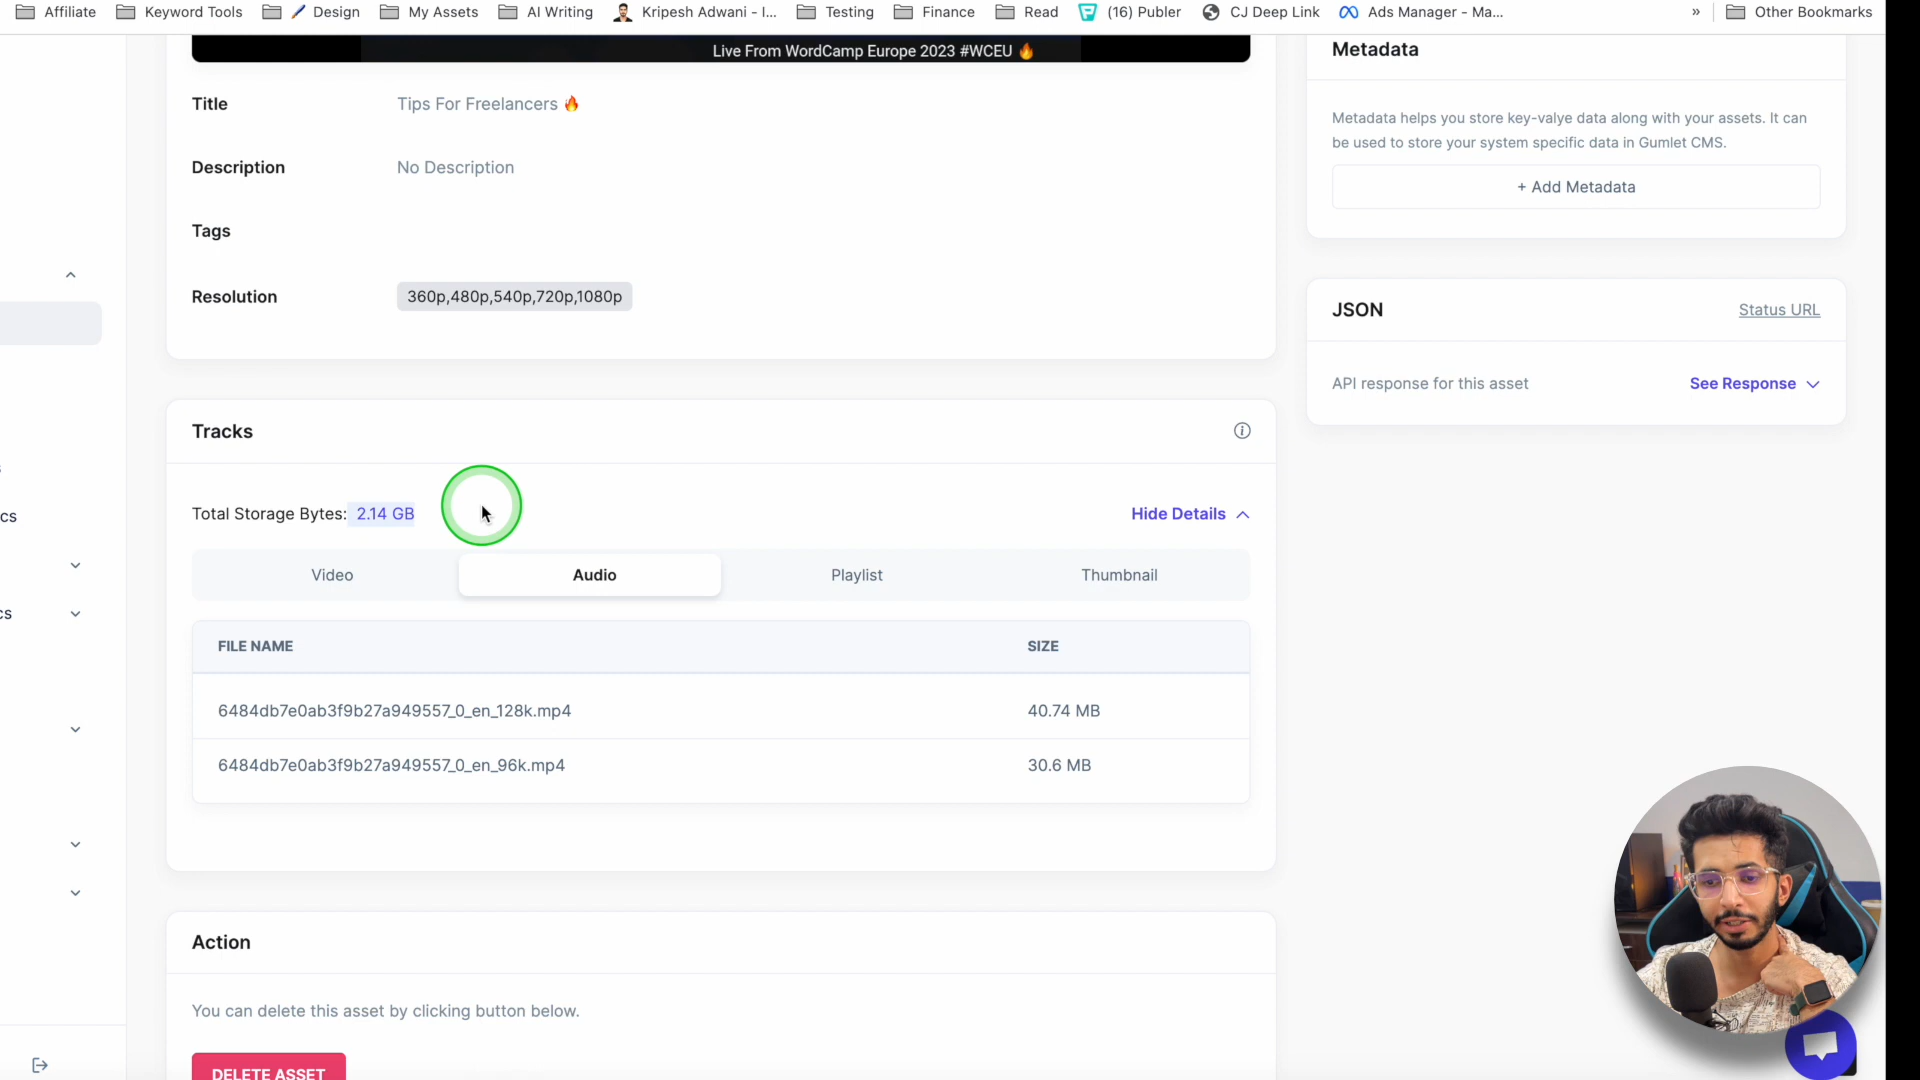 Affiliate Keyword Tools 🖌 Design My Assets AI Writing Kripesh Adwani - I... Testing Finance Read (16) Publer CJ Deep Link Ads Manager - Ma... » Other Bookmarks
Live From WordCamp Europe 2023 #WCEU 🔥
Metadata
Title Tips For Freelancers 🔥
Metadata helps you store key-valye data along with your assets. It can
be used to store your system specific data in Gumlet CMS.
Description No Description
+ Add Metadata
Tags
Resolution 360p,480p,540p,720p,1080p
JSON Status URL
API response for this asset See Response
Tracks
cs
Total Storage Bytes: 2.14 GB Hide Details
Video Audio Playlist Thumbnail
cs
FILE NAME SIZE
6484db7e0ab3f9b27a949557_0_en_128k.mp4 40.74 MB
6484db7e0ab3f9b27a949557_0_en_96k.mp4 30.6 MB
Action
You can delete this asset by clicking button below.
DELETE ASSET